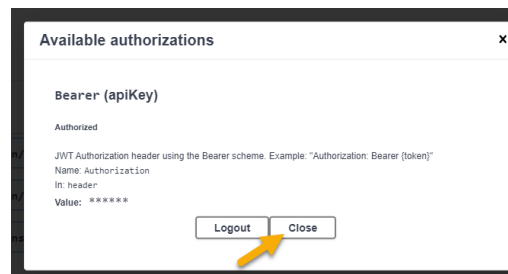 Available authorizations
x
Bearer (apiKey)
Authorized
JWT Authorization header using the Bearer scheme. Example: "Authorization: Bearer {token}"
Name: Authorization
In: header
Value: ******
Logout
Close